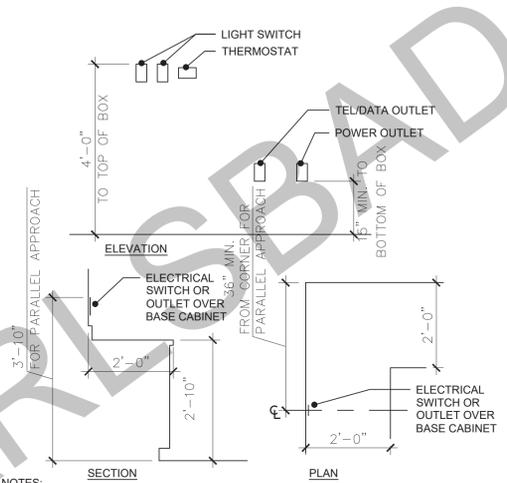 LIGHT SWITCH
THERMOSTAT
4'-0"
TO TOP OF BOX
TEL/DATA OUTLET
POWER OUTLET
15" MIN. TO
BOTTOM OF BOX
ELEVATION
3'-10"
FOR PARALLEL APPROACH
ELECTRICAL
SWITCH OR
OUTLET OVER
BASE CABINET
2'-0"
2'-10"
SECTION
36" MIN.
FROM CORNER FOR
PARALLEL APPROACH
2'-0"
ELECTRICAL
SWITCH OR
OUTLET OVER
BASE CABINET
℄
2'-0"
PLAN
NOTES:
RLSBAD